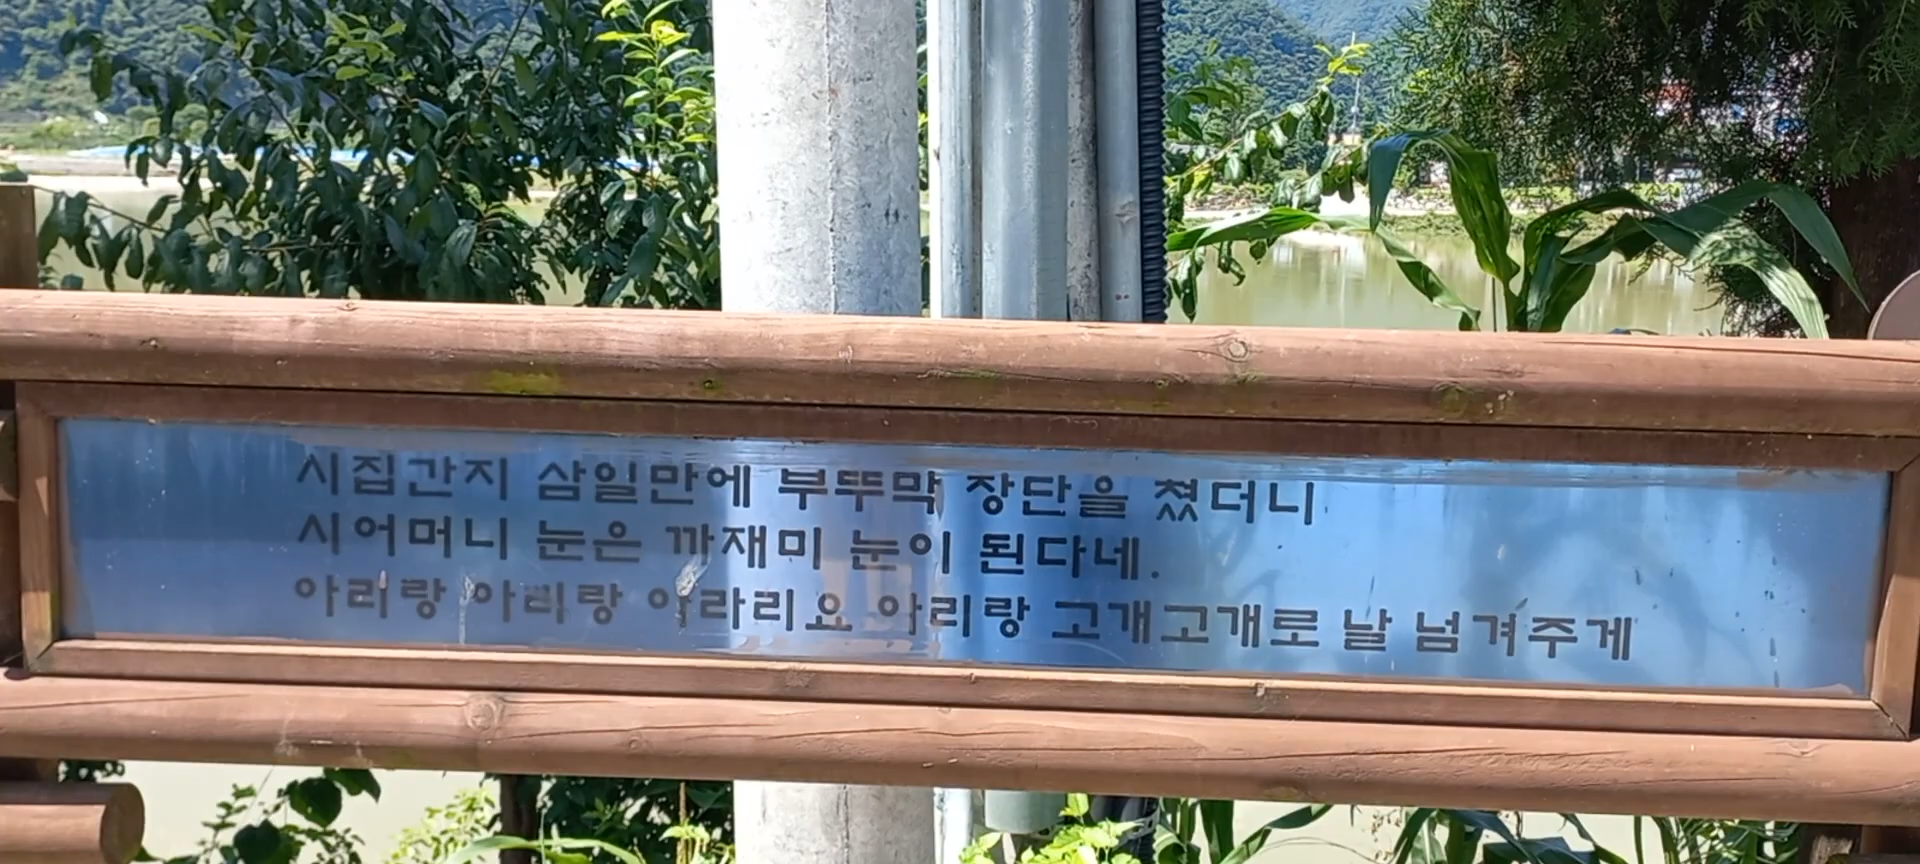 시집간지 삼일만에 부뚜막 장단을 쳤더니
시어머니 눈은 까재미 눈이 된다네.
아리랑 아리랑 아라리요 아리랑 고개고개로 날 넘겨주게